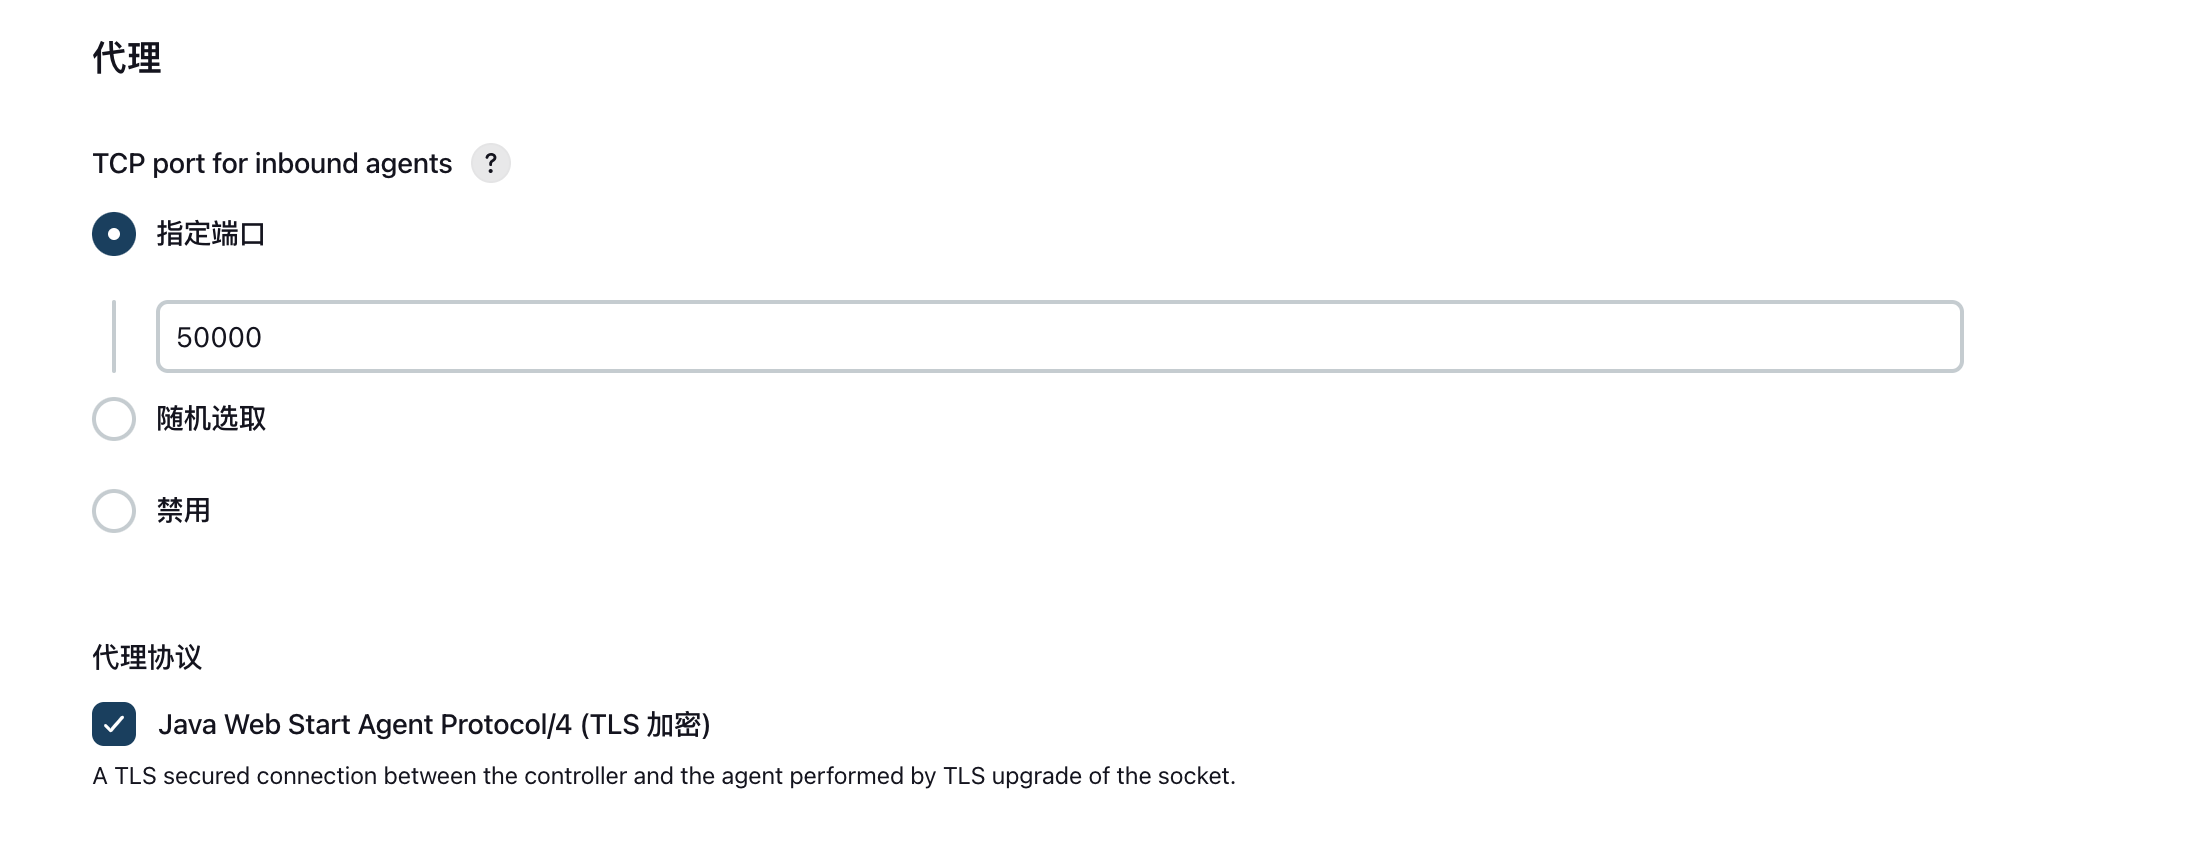 代理
TCP port for inbound agents ?
指定端口
50000
随机选取
禁用
代理协议
Java Web Start Agent Protocol/4 (TLS 加密)
A TLS secured connection between the controller and the agent performed by TLS upgrade of the socket.